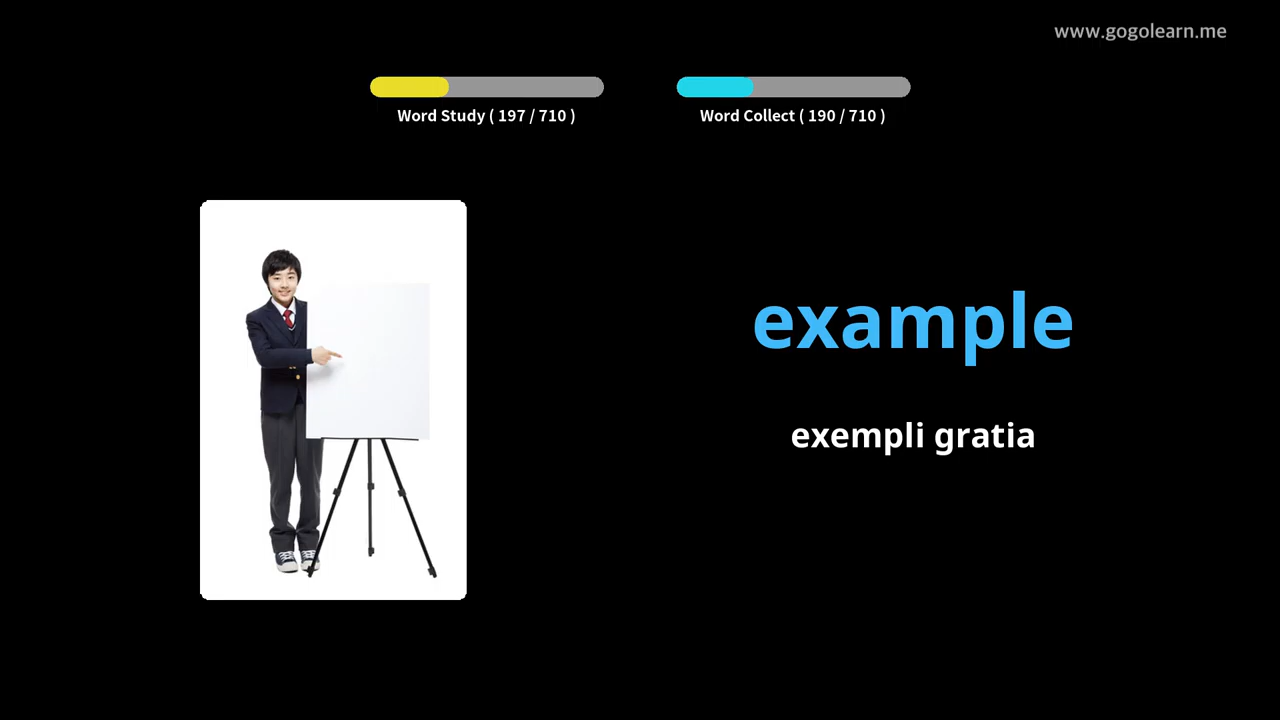 www.gogolearn.me
Word Study ( 197 / 710 )
Word Collect ( 190 / 710 )
example
exempli gratia